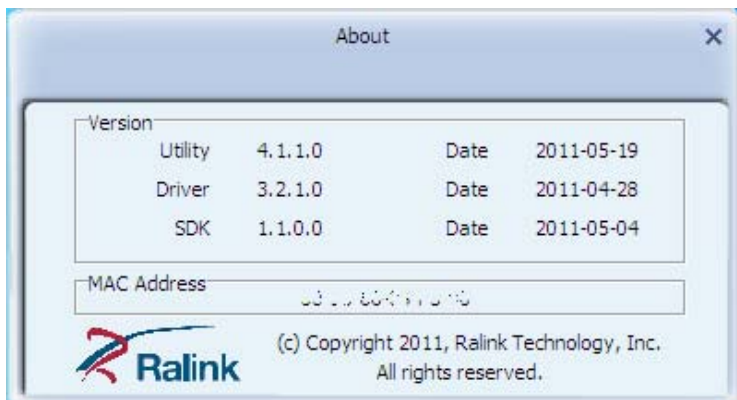 About
Version
Utility 4.1.1.0 Date 2011-05-19
Driver 3.2.1.0 Date 2011-04-28
SDK 1.1.0.0 Date 2011-05-04
MAC Address
Ralink
(c) Copyright 2011, Ralink Technology, Inc.
All rights reserved.